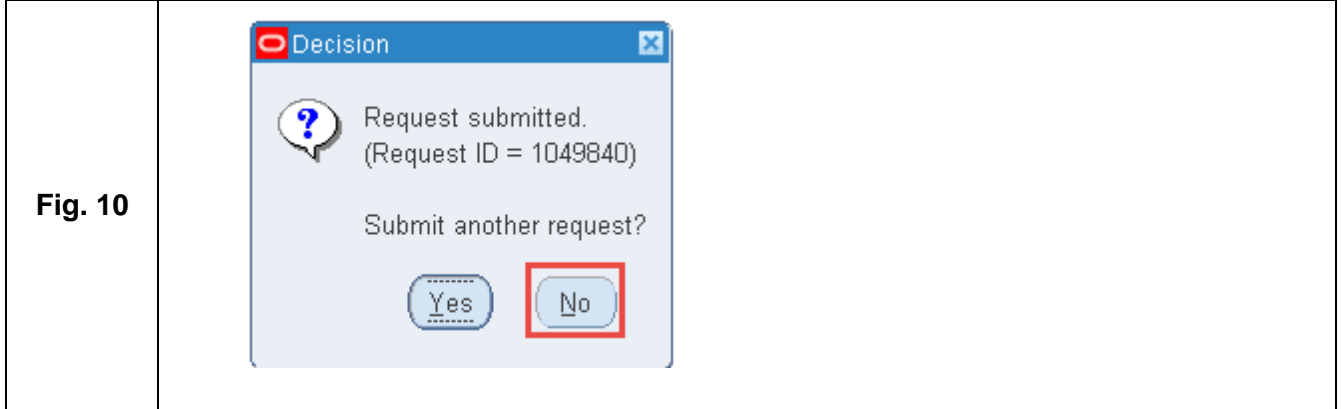 Fig. 10
Decision
Request submitted.
(Request ID = 1049840)
Submit another request?
Yes
No